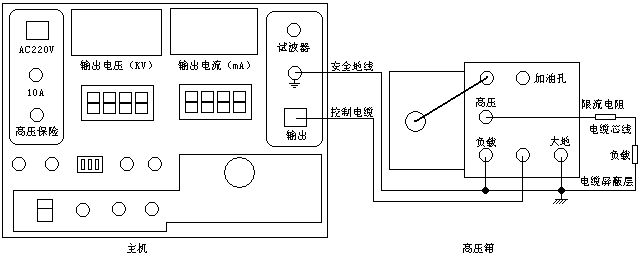 AC220V
10A
高压保险
输出电压（KV）
输出电流（mA）
试波器
安全地线
控制电缆
输出
主机
加油孔
高压
限流电阻
电缆芯线
负载
大地
负载
电缆屏蔽层
高压箱